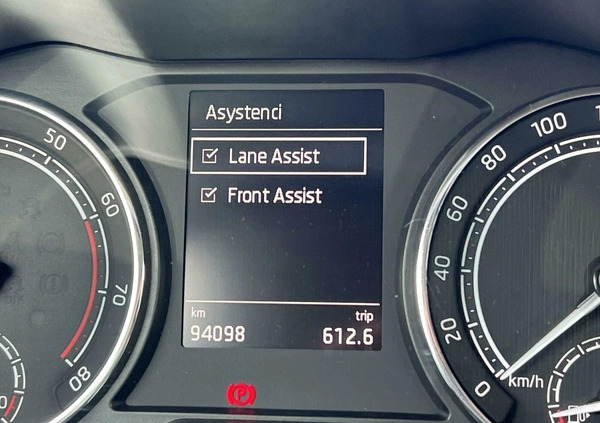 Asystenci
Lane Assist
Front Assist
km trip
94098 612.6
50
60
70
80
0
20
40
60
80
100
km/h
P